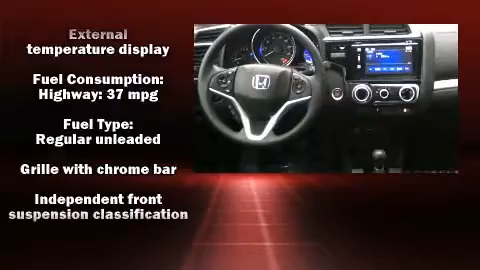 External
temperature display
Fuel Consumption:
Highway: 37 mpg
Fuel Type:
Regular unleaded
Grille with chrome bar
Independent front
suspension classification